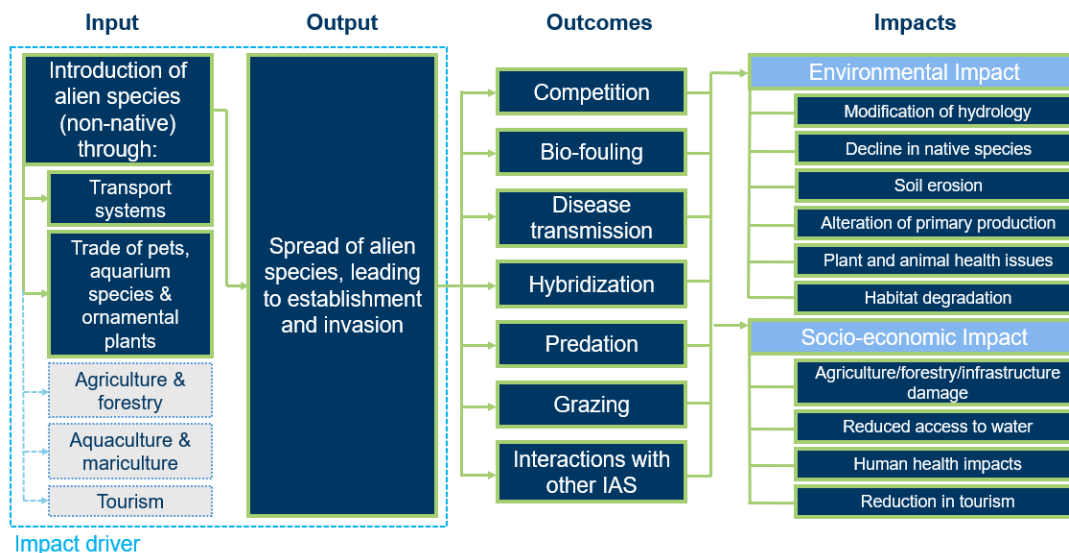 Input
Output
Outcomes
Impacts
Introduction of
alien species
(non-native)
through:
Transport
systems
Trade of pets,
aquarium
species &
ornamental
plants
Agriculture &
forestry
Aquaculture &
mariculture
Tourism
Impact driver
Spread of alien
species, leading
to establishment
and invasion
Competition
Bio-fouling
Disease
transmission
Hybridization
Predation
Grazing
Interactions with
other IAS
Environmental Impact
Modification of hydrology
Decline in native species
Soil erosion
Alteration of primary production
Plant and animal health issues
Habitat degradation
Socio-economic Impact
Agriculture/forestry/infrastructure
damage
Reduced access to water
Human health impacts
Reduction in tourism